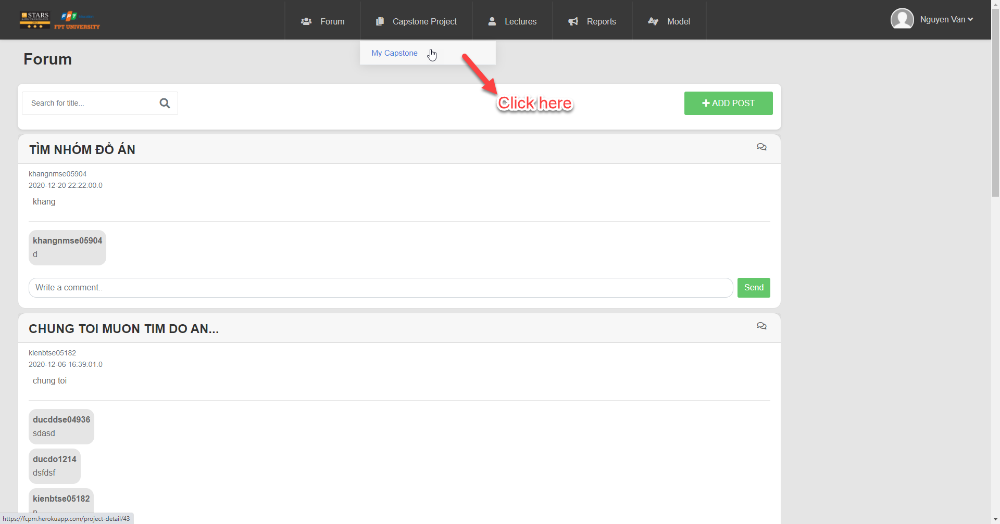 STARS
FPT Education
FPT UNIVERSITY
Forum
Capstone Project
Lectures
Reports
Model
Nguyen Van
My Capstone
Forum
Click here
Search for title...
ADD POST
TÌM NHÓM ĐỒ ÁN
khangnmse05904
2020-12-20 22:22:00.0
khang
khangnmse05904
d
Write a comment..
Send
CHUNG TOI MUON TIM DO AN...
kienbtse05182
2020-12-06 16:39:01.0
chung toi
ducddse04936
sdasd
ducdo1214
dsfdsf
kienbtse05182
n
https://fcpm.herokuapp.com/project-detail/43